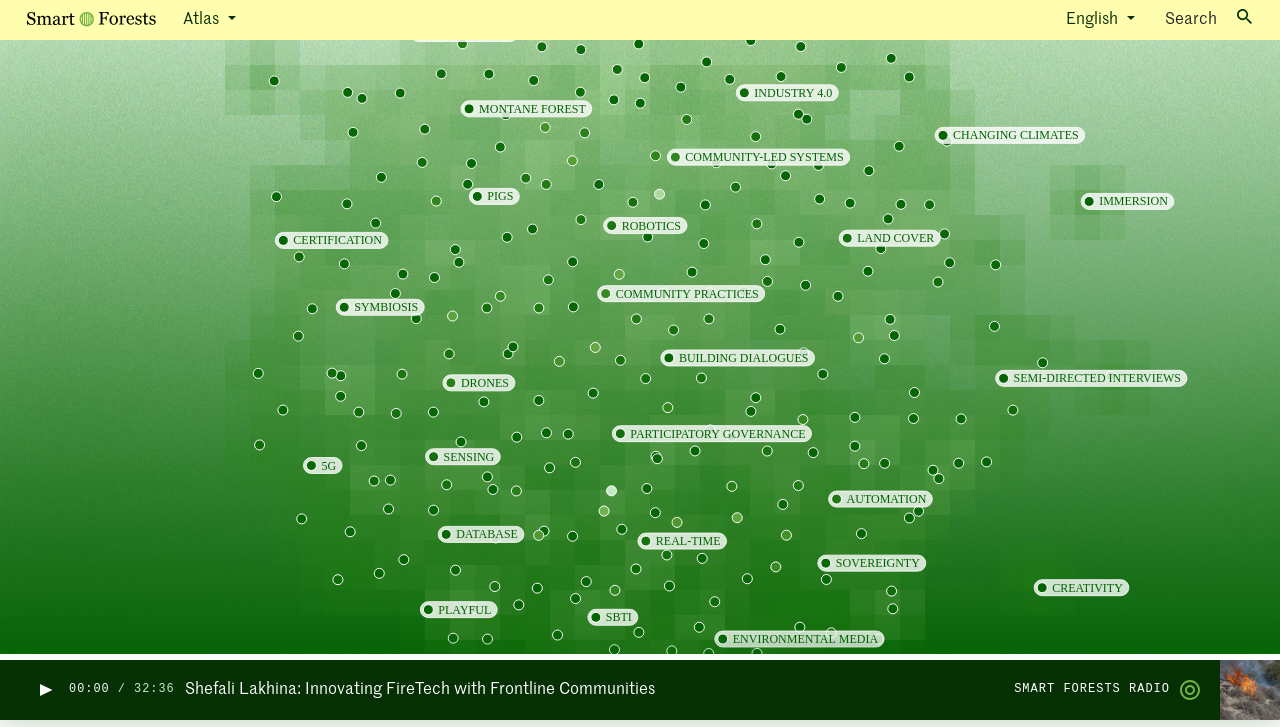 Smart Forests Atlas English Search
INDUSTRY 4.0
MONTANE FOREST
CHANGING CLIMATES
COMMUNITY-LED SYSTEMS
PIGS
IMMERSION
ROBOTICS
CERTIFICATION
LAND COVER
COMMUNITY PRACTICES
SYMBIOSIS
BUILDING DIALOGUES
DRONES
SEMI-DIRECTED INTERVIEWS
PARTICIPATORY GOVERNANCE
SENSING
5G
AUTOMATION
DATABASE
REAL-TIME
SOVEREIGNTY
CREATIVITY
PLAYFUL
SBTI
ENVIRONMENTAL MEDIA
00:00 / 32:36 Shefali Lakhina: Innovating FireTech with Frontline Communities SMART FORESTS RADIO